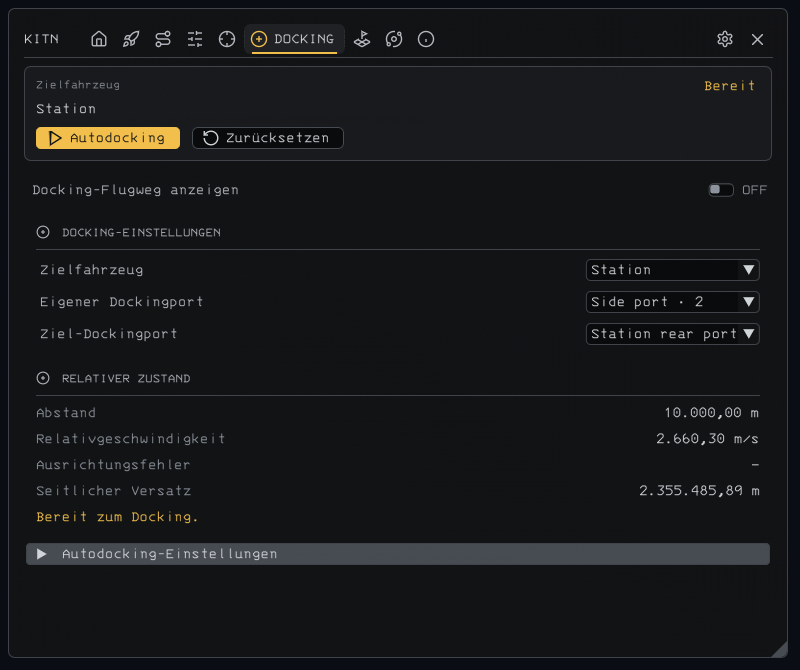 KITN DOCKING
Zielfahrzeug Bereit
Station
Autodocking Zurücksetzen
Docking-Flugweg anzeigen OFF
DOCKING-EINSTELLUNGEN
Zielfahrzeug Station
Eigener Dockingport Side port · 2
Ziel-Dockingport Station rear port
RELATIVER ZUSTAND
Abstand 10.000,00 m
Relativgeschwindigkeit 2.660,30 m/s
Ausrichtungsfehler –
Seitlicher Versatz 2.355.485,89 m
Bereit zum Docking.
Autodocking-Einstellungen